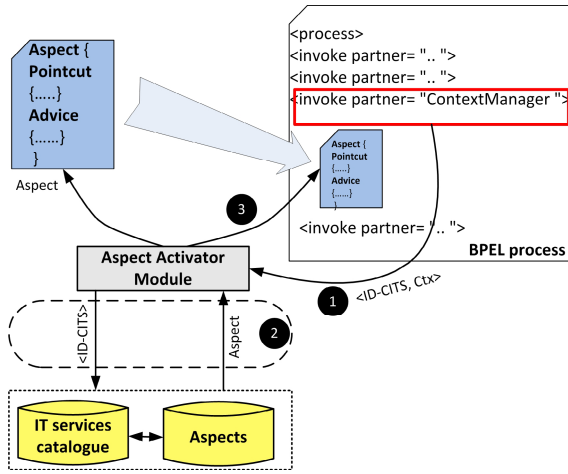 Aspect {
Pointcut
{.....}
Advice
{......}
}
Aspect
<process>
<invoke partner= ".. ">
<invoke partner= ".. ">
<invoke partner= "ContextManager ">
Aspect {
Pointcut
{.....}
Advice
{......}
}
<invoke partner= ".. ">
BPEL process
3
Aspect Activator
Module
1
<ID-CITS, Ctx>
<ID-CITs>
Aspect
2
IT services
catalogue
Aspects